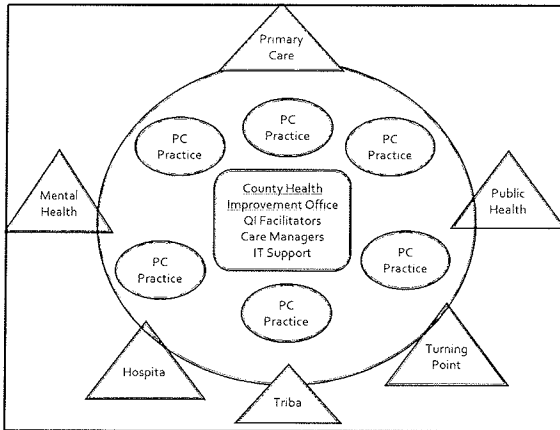 Primary
Care
PC
Practice
PC
Practice
PC
Practice
Mental
Health
County Health
Improvement Office
QI Facilitators
Care Managers
IT Support
Public
Health
PC
Practice
PC
Practice
PC
Practice
Hospita
Triba
Turning
Point